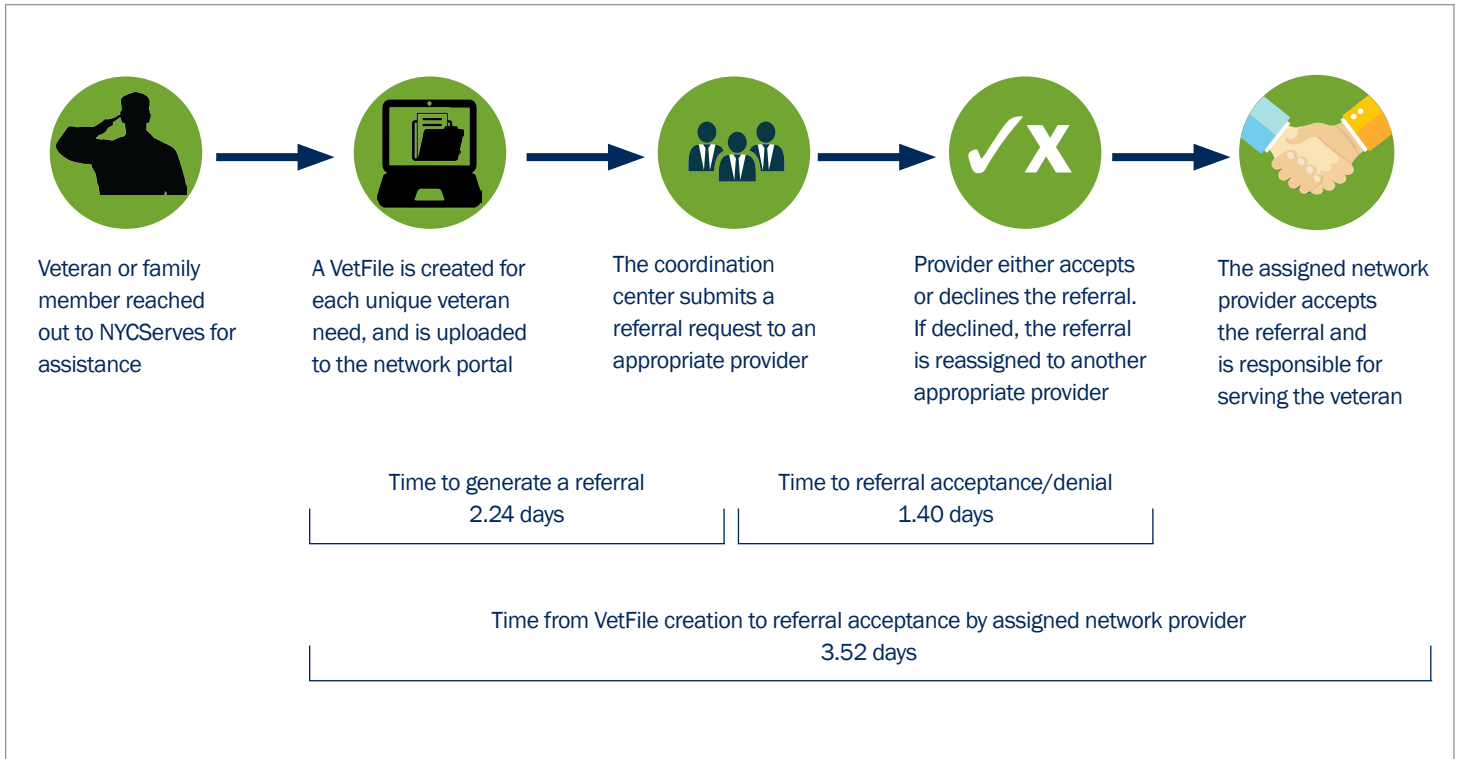 X
Veteran or family
member reached
out to NYCServes for
assistance
A VetFile is created for
each unique veteran
need, and is uploaded
to the network portal
The coordination
center submits a
referral request to an
appropriate provider
Provider either accepts
or declines the referral.
If declined, the referral
is reassigned to another
appropriate provider
The assigned network
provider accepts
the referral and
is responsible for
serving the veteran
Time to generate a referral
2.24 days
Time to referral acceptance/denial
1.40 days
Time from VetFile creation to referral acceptance by assigned network provider
3.52 days